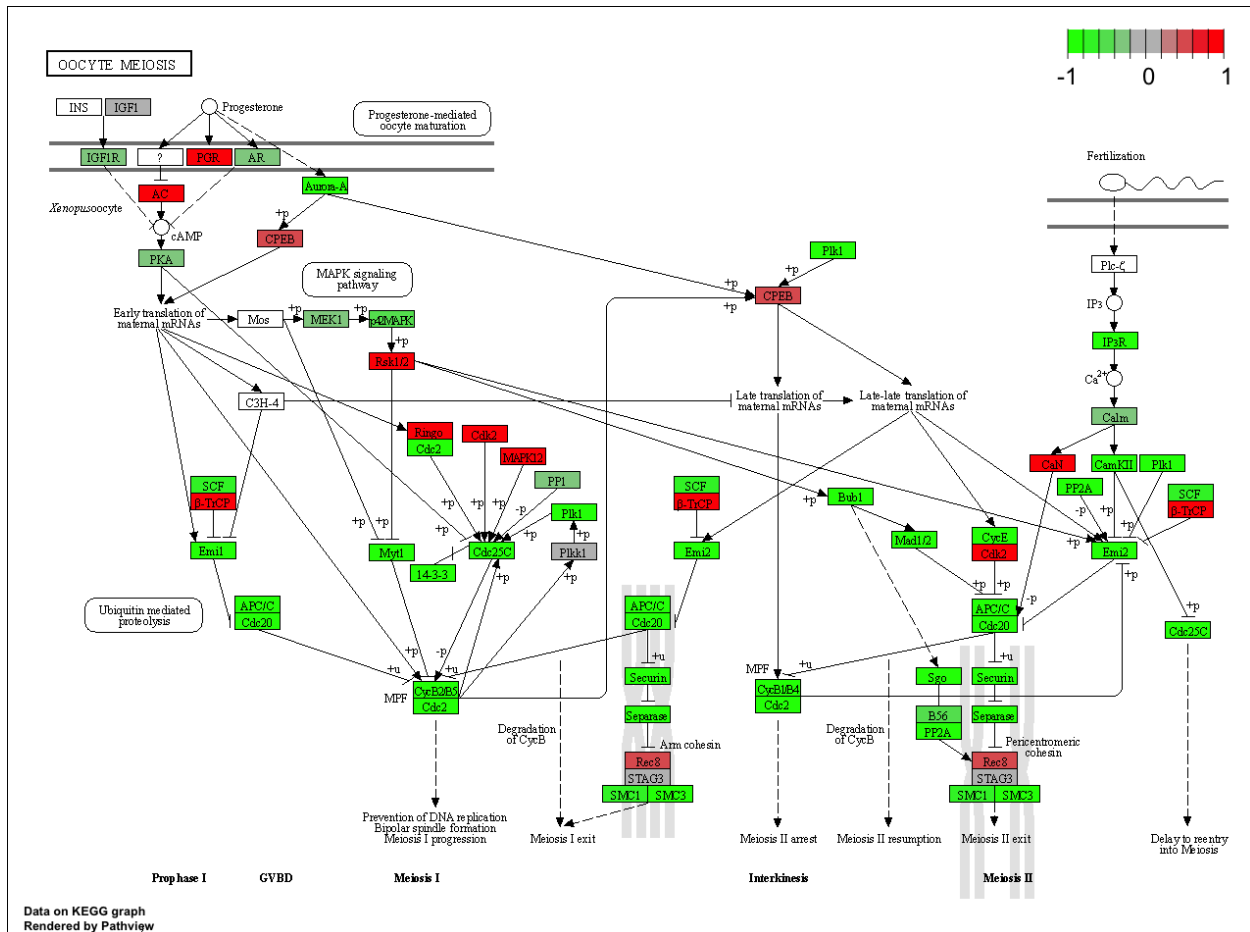 OOCYTE MEIOSIS
-1 0 1
INS IGF1
Progesterone
Progesterone-mediated
oocyte maturation
IGF1R ? PGR AR
Fertilization
Aurora-A
AC
Xenopus oocyte
cAMP
+p
CPEB
PKA
Plk1
+p
Plc-ζ
MAPK signaling
pathway
+p
+p
CPEB
IP3
Early translation of
maternal mRNAs
Mos
+p
MEK1
+p
p42MAPK
+p
Rsk1/2
IP3R
Ca2+
C3H-4
Late translation of
maternal mRNAs
Late-late translation of
maternal mRNAs
Calm
Ringo
Cdc2
Cdk2
MAPK12
PP1
CaN
CamKII
Plk1
SCF
β-TrCP
SCF
β-TrCP
PP2A
SCF
β-TrCP
+p
+p
+p
-p
Plk1
+p
Bub1
-p
+p
+p
+p
+p
+p
Emi1
Myt1
Cdc25C
Plkk1
Emi2
Mad1/2
CycE
Cdk2
+p
Emi2
14-3-3
+p
+p
+p
+p
-p
+p
Ubiquitin mediated
proteolysis
APC/C
Cdc20
APC/C
Cdc20
APC/C
Cdc20
Cdc25C
+p
-p
+u
+u
+u
MPF
CycB2/B5
Cdc2
Securin
MPF
+u
CycB1/B4
Cdc2
+u
Sgo
Securin
Separase
B56
PP2A
Separase
Degradation
of CycB
Arm cohesin
Degradation
of CycB
Pericentromeric
cohesin
Rec8
STAG3
SMC1 SMC3
Rec8
STAG3
SMC1 SMC3
Prevention of DNA replication
Bipolar spindle formation
Meiosis I progression
Meiosis I exit
Meiosis II arrest
Meiosis II resumption
Meiosis II exit
Delay to reentry
into Meiosis
Prophase I
GVBD
Meiosis I
Interkinesis
Meiosis II
Data on KEGG graph
Rendered by Pathview